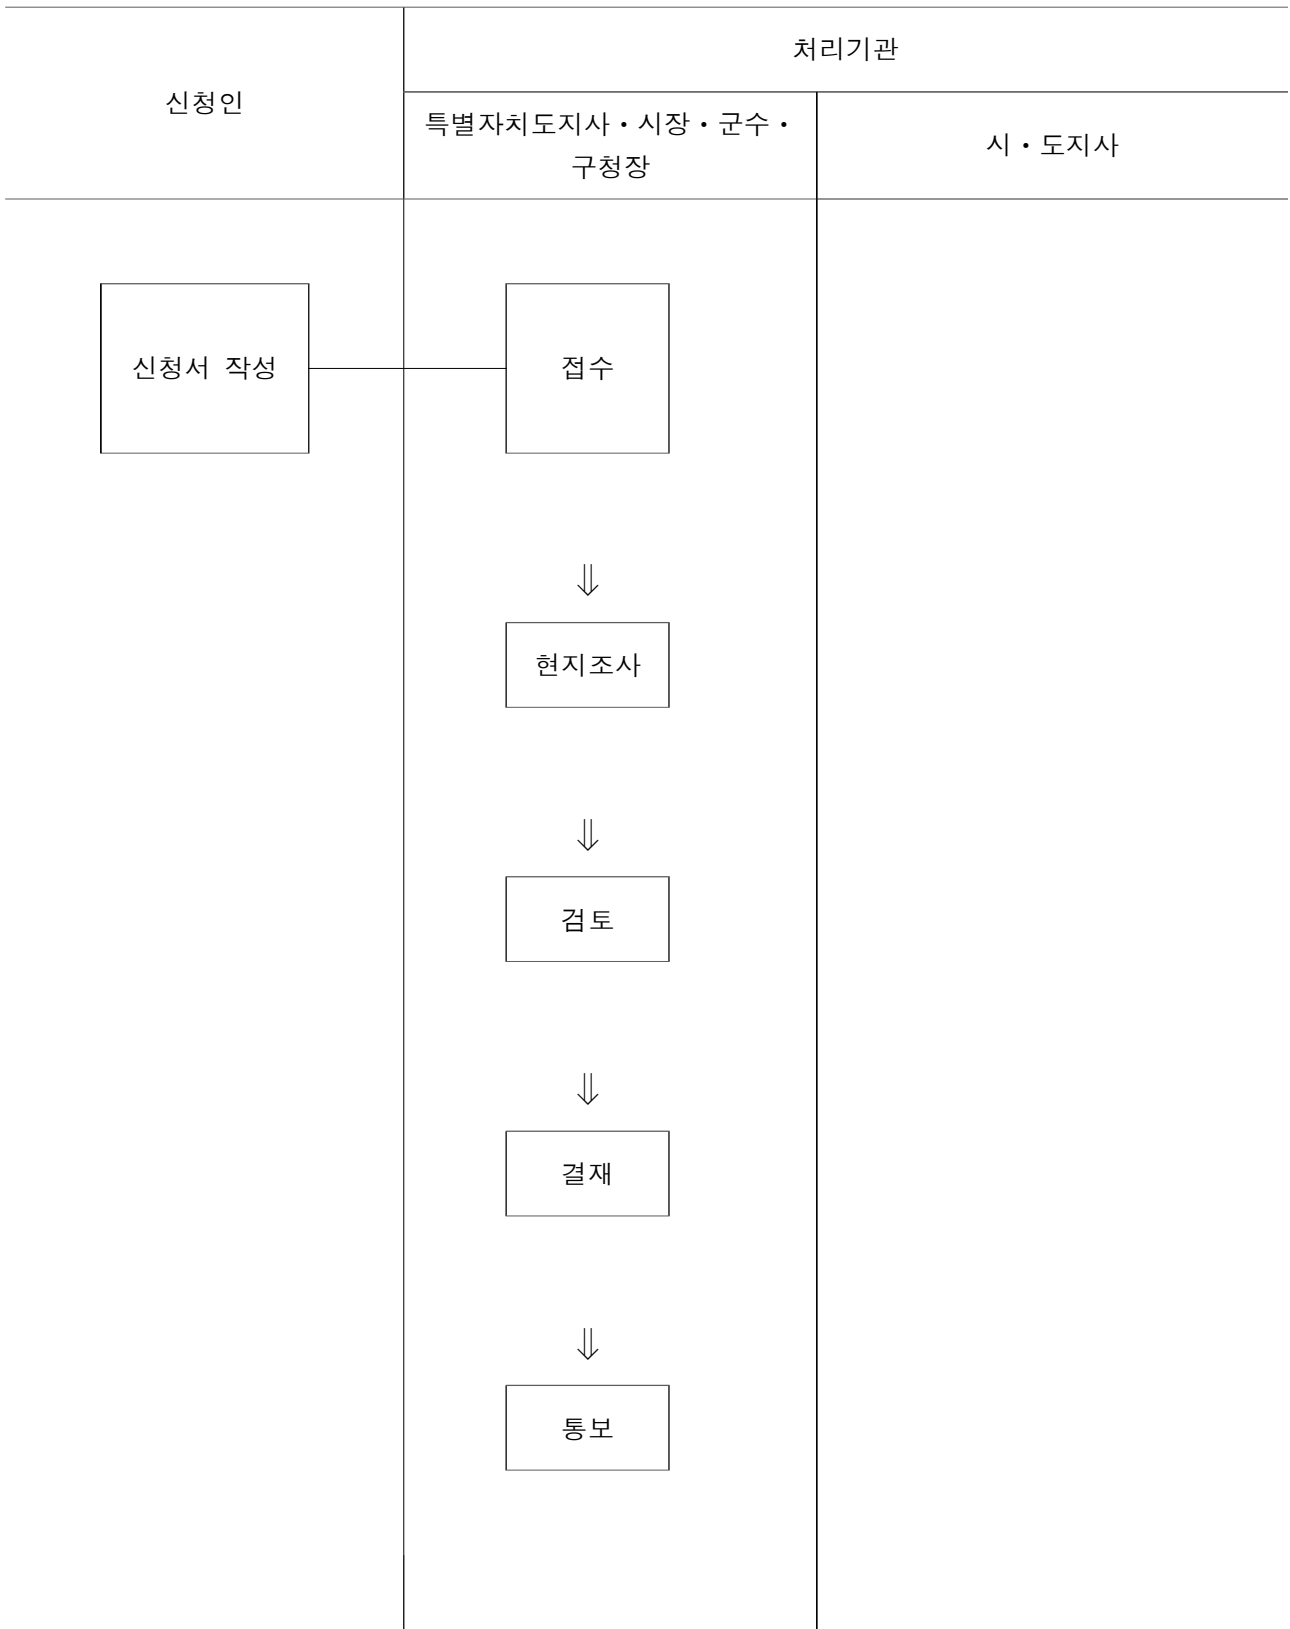 신청인
처리기관
특별자치도지사・시장・군수・
구청장
시・도지사
신청서 작성
접수
⇓
현지조사
⇓
검토
⇓
결재
⇓
통보